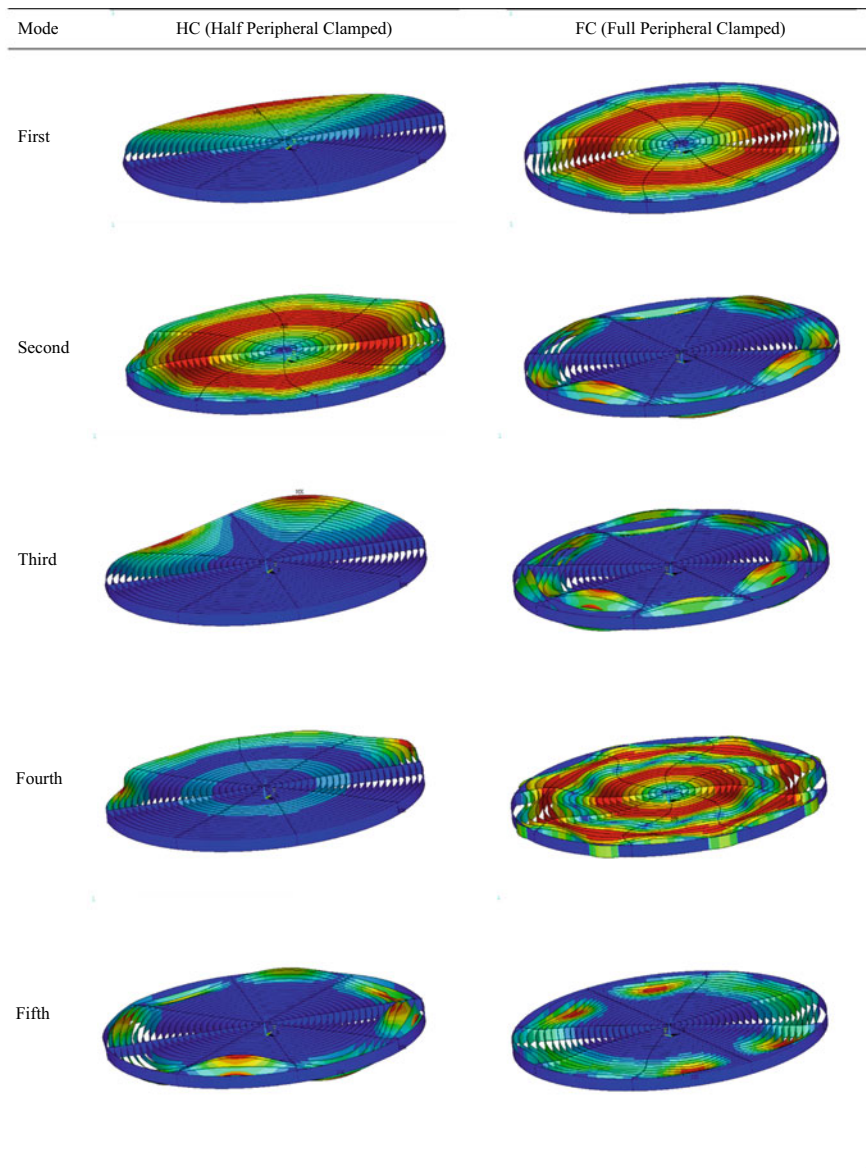 Mode HC (Half Peripheral Clamped) FC (Full Peripheral Clamped)
First
Second
Third
Fourth
Fifth